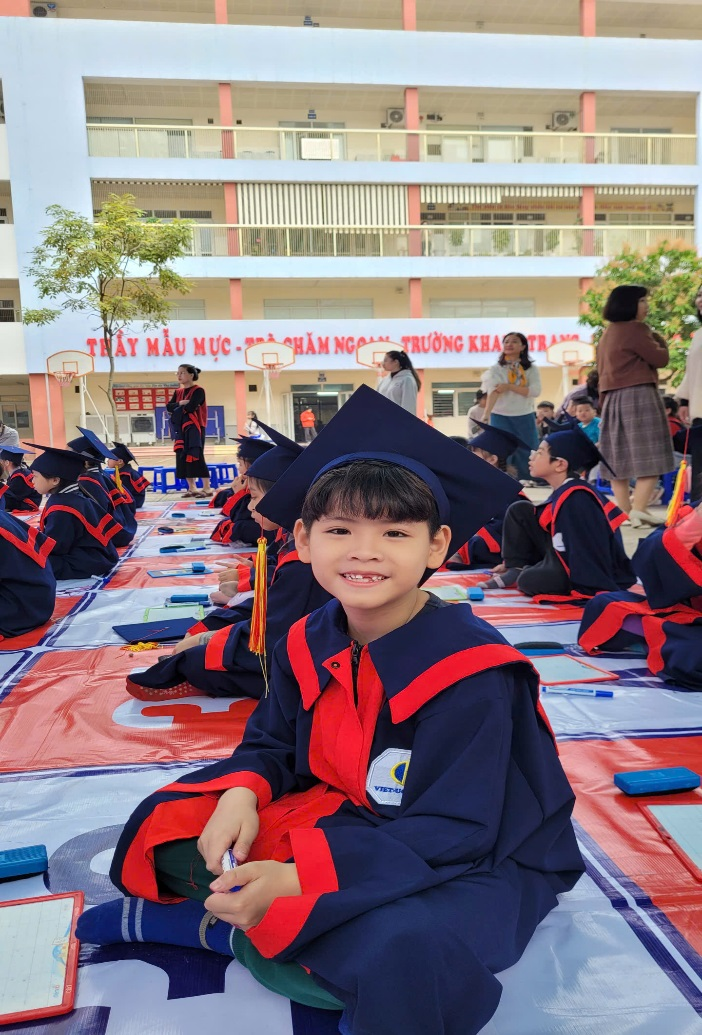 THẦY MẪU MỰC - TRÒ CHĂM NGOAN - TRƯỜNG KHANG TRANG